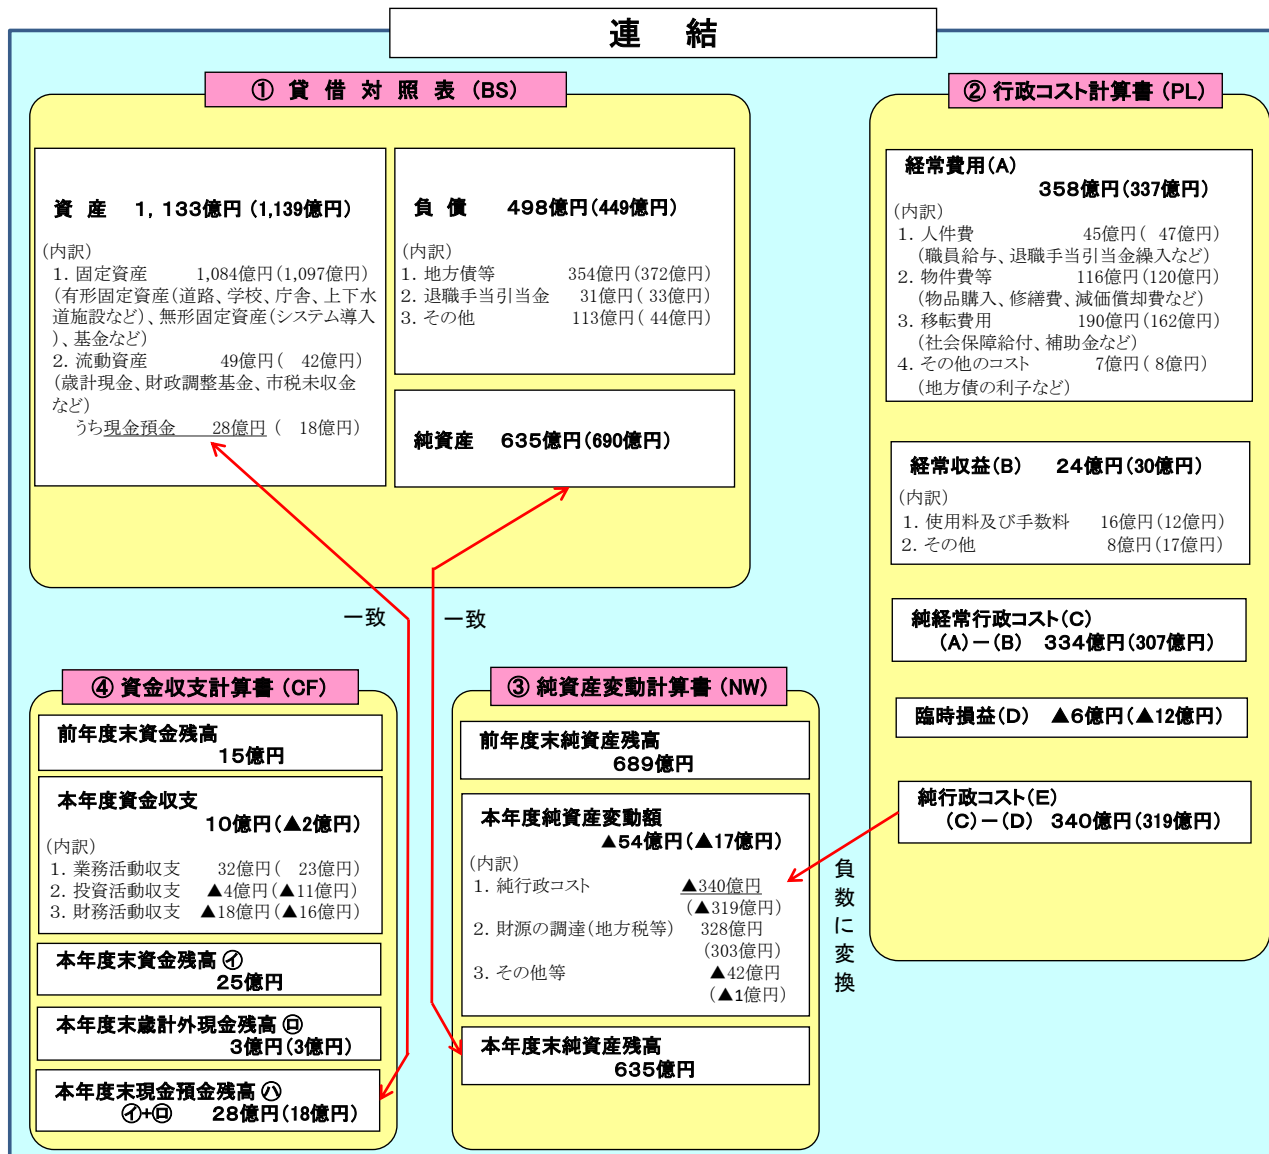 連　結
① 貸 借 対 照 表 (BS)
資 産　1,133億円(1,139億円)
(内訳)
1. 固定資産　1,084億円(1,097億円)
(有形固定資産(道路、学校、庁舎、上下水
道施設など)、無形固定資産(システム導入
)、基金など)
2. 流動資産　49億円(　42億円)
(歳計現金、財政調整基金、市税未収金
など)
うち現金預金　28億円 (　18億円)
負 債　498億円(449億円)
(内訳)
1. 地方債等　354億円(372億円)
2. 退職手当引当金　31億円( 33億円)
3. その他　113億円( 44億円)
純資産　635億円(690億円)
② 行政コスト計算書 (PL)
経常費用(A)
358億円(337億円)
(内訳)
1. 人件費　45億円( 47億円)
(職員給与、退職手当引当金繰入など)
2. 物件費等　116億円(120億円)
(物品購入、修繕費、減価償却費など)
3. 移転費用　190億円(162億円)
(社会保障給付、補助金など)
4. その他のコスト　7億円( 8億円)
(地方債の利子など)
経常収益(B)　24億円(30億円)
(内訳)
1. 使用料及び手数料　16億円(12億円)
2. その他　8億円(17億円)
純経常行政コスト(C)
(A)－(B)　334億円(307億円)
臨時損益(D)　▲6億円(▲12億円)
純行政コスト(E)
(C)－(D)　340億円(319億円)
一致
一致
負数に変換
④ 資金収支計算書 (CF)
前年度末資金残高
15億円
本年度資金収支
10億円(▲2億円)
(内訳)
1. 業務活動収支　32億円(　23億円)
2. 投資活動収支　▲4億円(▲11億円)
3. 財務活動収支　▲18億円(▲16億円)
本年度末資金残高 ㋑
25億円
本年度末歳計外現金残高 ㋺
3億円(3億円)
本年度末現金預金残高 ㋩
㋑+㋺　28億円(18億円)
③ 純資産変動計算書 (NW)
前年度末純資産残高
689億円
本年度純資産変動額
▲54億円(▲17億円)
(内訳)
1. 純行政コスト　▲340億円
(▲319億円)
2. 財源の調達(地方税等)　328億円
(303億円)
3. その他等　▲42億円
(▲1億円)
本年度末純資産残高
635億円